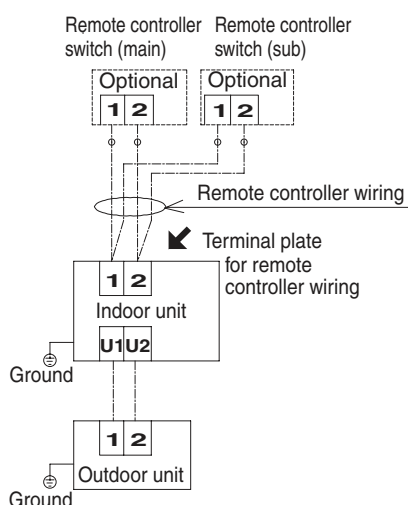 Remote controller
switch (main)
Remote controller
switch (sub)
Optional
Optional
1 2
1 2
Remote controller wiring
Terminal plate
for remote
controller wiring
1 2
Indoor unit
U1 U2
Ground
1 2
Outdoor unit
Ground